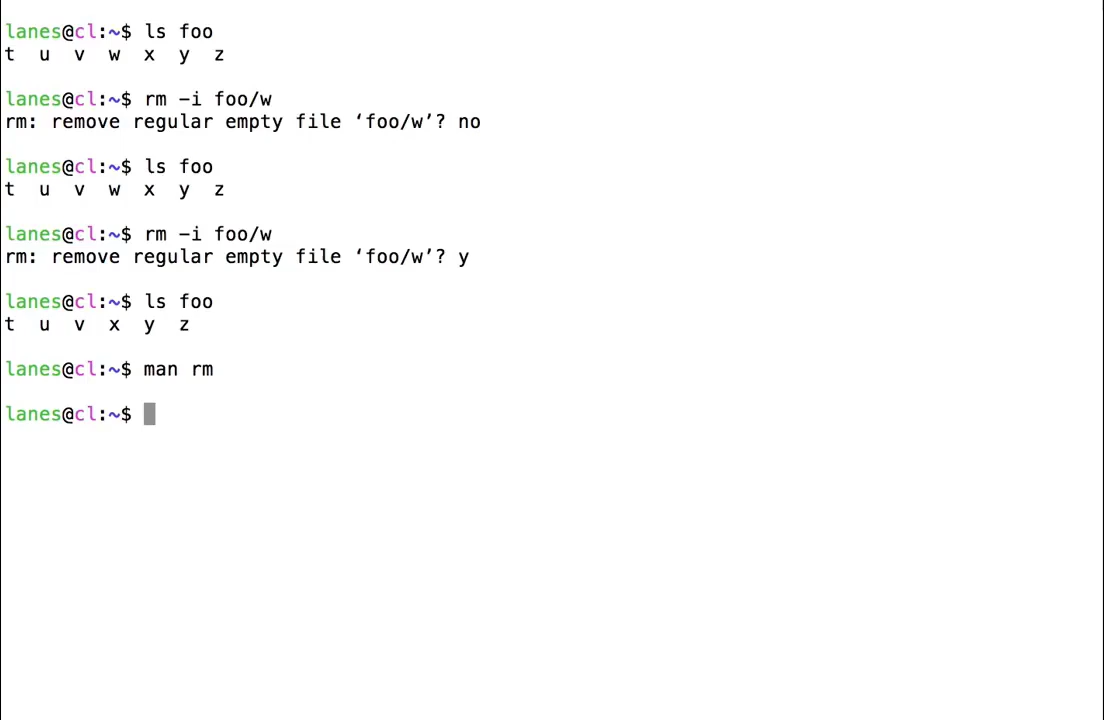 lanes@cl:~$ ls foo
t  u  v  w  x  y  z
lanes@cl:~$ rm -i foo/w
rm: remove regular empty file ‘foo/w’? no
lanes@cl:~$ ls foo
t  u  v  w  x  y  z
lanes@cl:~$ rm -i foo/w
rm: remove regular empty file ‘foo/w’? y
lanes@cl:~$ ls foo
t  u  v  x  y  z
lanes@cl:~$ man rm
lanes@cl:~$